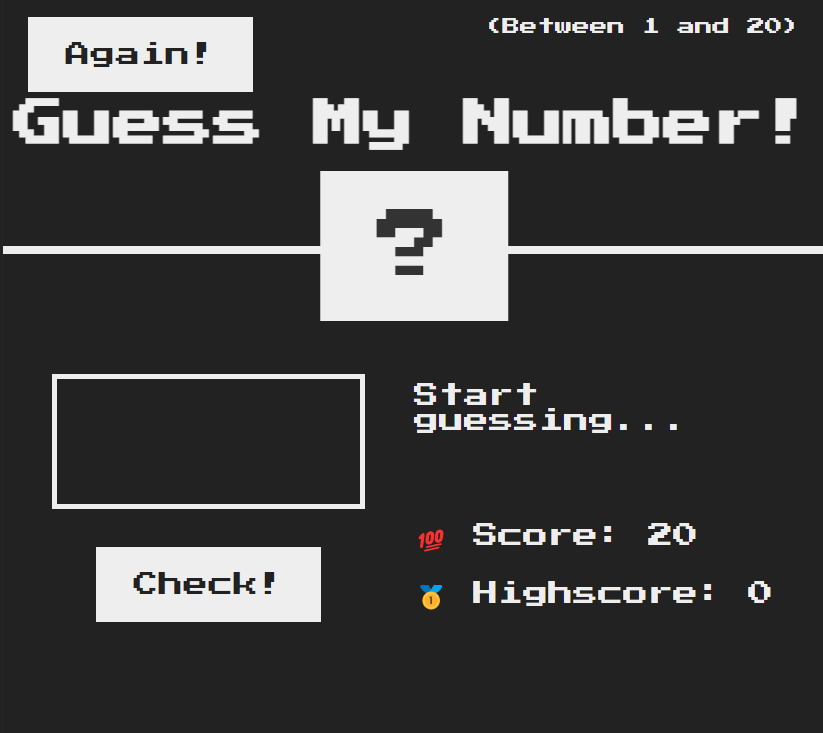 Again!
(Between 1 and 20)
Guess My Number!
?
Start
guessing...
💯 Score: 20
🥇 Highscore: 0
Check!